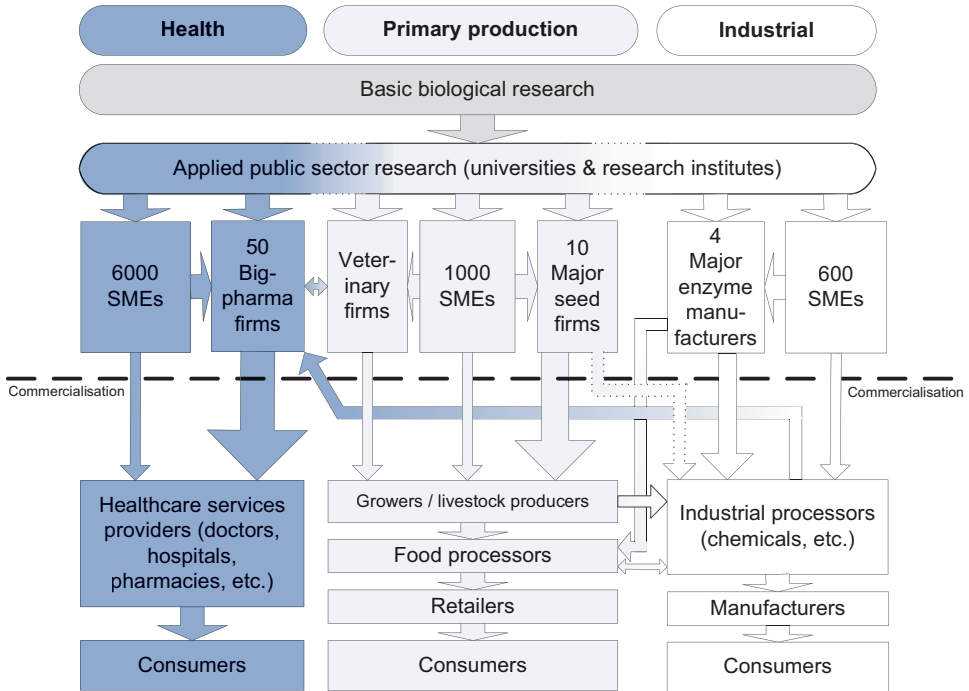 Health
Primary production
Industrial
Basic biological research
Applied public sector research (universities & research institutes)
6000
SMEs
50
Big-
pharma
firms
Veter-
inary
firms
1000
SMEs
10
Major
seed
firms
4
Major
enzyme
manu-
facturers
600
SMEs
Commercialisation
Commercialisation
Healthcare services
providers (doctors,
hospitals,
pharmacies, etc.)
Growers / livestock producers
Industrial processors
(chemicals, etc.)
Food processors
Retailers
Manufacturers
Consumers
Consumers
Consumers